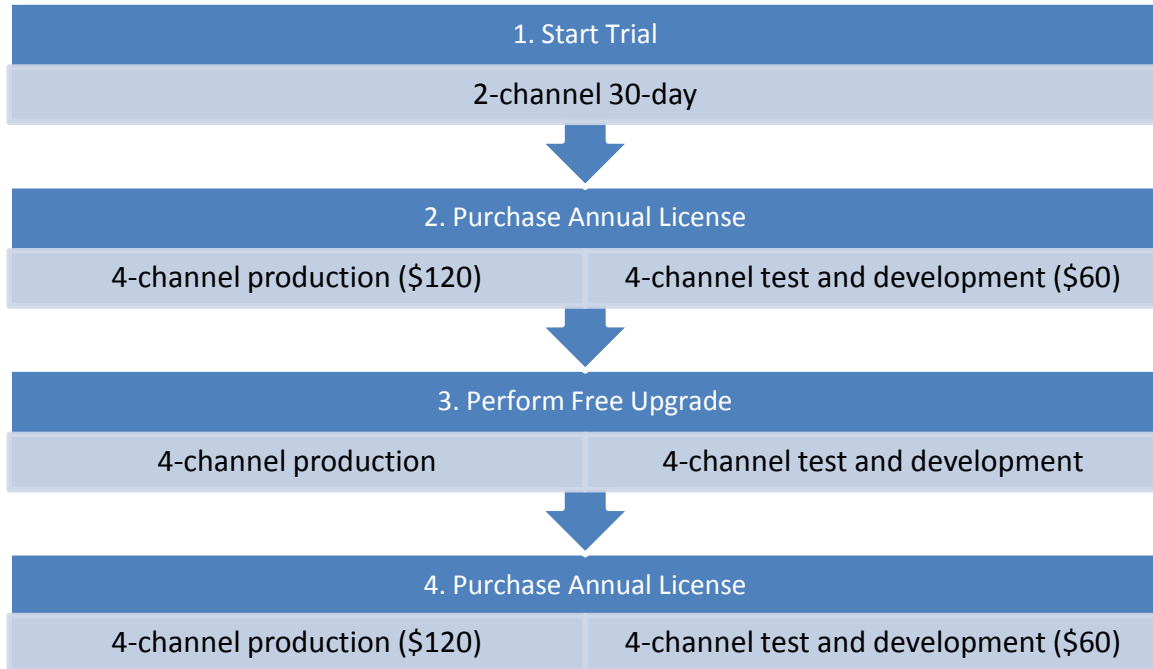 1. Start Trial
2-channel 30-day
2. Purchase Annual License
4-channel production ($120)
4-channel test and development ($60)
3. Perform Free Upgrade
4-channel production
4-channel test and development
4. Purchase Annual License
4-channel production ($120)
4-channel test and development ($60)